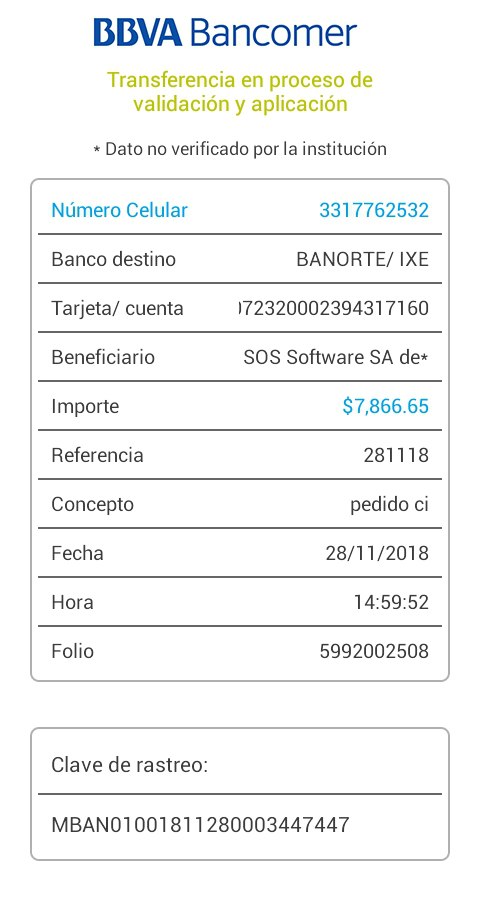 BBVA Bancomer
Transferencia en proceso de
validación y aplicación
* Dato no verificado por la institución
Número Celular 3317762532
Banco destino BANORTE/ IXE
Tarjeta/ cuenta 072320002394317160
Beneficiario SOS Software SA de*
Importe $7,866.65
Referencia 281118
Concepto pedido ci
Fecha 28/11/2018
Hora 14:59:52
Folio 5992002508
Clave de rastreo:
MBAN01001811280003447447